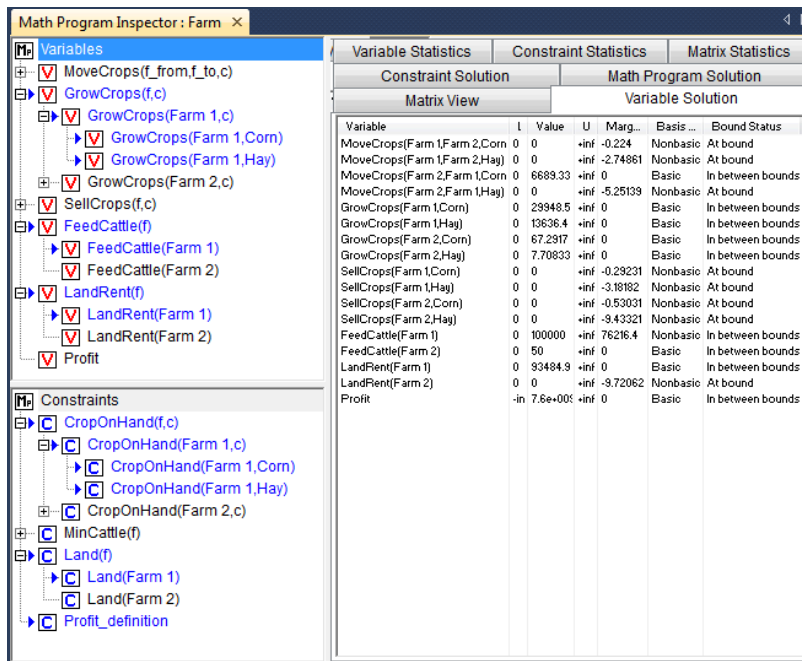 Math Program Inspector : Farm ×
Variables
MoveCrops(f_from,f_to,c)
GrowCrops(f,c)
GrowCrops(Farm 1,c)
GrowCrops(Farm 1,Corn)
GrowCrops(Farm 1,Hay)
GrowCrops(Farm 2,c)
SellCrops(f,c)
FeedCattle(f)
FeedCattle(Farm 1)
FeedCattle(Farm 2)
LandRent(f)
LandRent(Farm 1)
LandRent(Farm 2)
Profit
Constraints
CropOnHand(f,c)
CropOnHand(Farm 1,c)
CropOnHand(Farm 1,Corn)
CropOnHand(Farm 1,Hay)
CropOnHand(Farm 2,c)
MinCattle(f)
Land(f)
Land(Farm 1)
Land(Farm 2)
Profit_definition
Variable Statistics Constraint Statistics Matrix Statistics
Constraint Solution Math Program Solution
Matrix View Variable Solution
Variable Value U Marg... Basis ... Bound Status
MoveCrops(Farm 1,Farm 2,Corn 0 0 +inf -0.224 Nonbasic At bound
MoveCrops(Farm 1,Farm 2,Hay) 0 0 +inf -2.74861 Nonbasic At bound
MoveCrops(Farm 2,Farm 1,Corn 0 6689.33 +inf 0 Basic In between bounds
MoveCrops(Farm 2,Farm 1,Hay) 0 0 +inf -5.25139 Nonbasic At bound
GrowCrops(Farm 1,Corn) 0 29948.5 +inf 0 Basic In between bounds
GrowCrops(Farm 1,Hay) 0 13636.4 +inf 0 Basic In between bounds
GrowCrops(Farm 2,Corn) 0 67.2917 +inf 0 Basic In between bounds
GrowCrops(Farm 2,Hay) 0 7.70833 +inf 0 Basic In between bounds
SellCrops(Farm 1,Corn) 0 0 +inf -0.29231 Nonbasic At bound
SellCrops(Farm 1,Hay) 0 0 +inf -3.18182 Nonbasic At bound
SellCrops(Farm 2,Corn) 0 0 +inf -0.53031 Nonbasic At bound
SellCrops(Farm 2,Hay) 0 0 +inf -9.43321 Nonbasic At bound
FeedCattle(Farm 1) 0 100000 +inf 76216.4 Nonbasic In between bounds
FeedCattle(Farm 2) 0 50 +inf 0 Basic In between bounds
LandRent(Farm 1) 0 93484.9 +inf 0 Basic In between bounds
LandRent(Farm 2) 0 0 +inf -9.72062 Nonbasic At bound
Profit -in 7.6e+009 +inf 0 Basic In between bounds